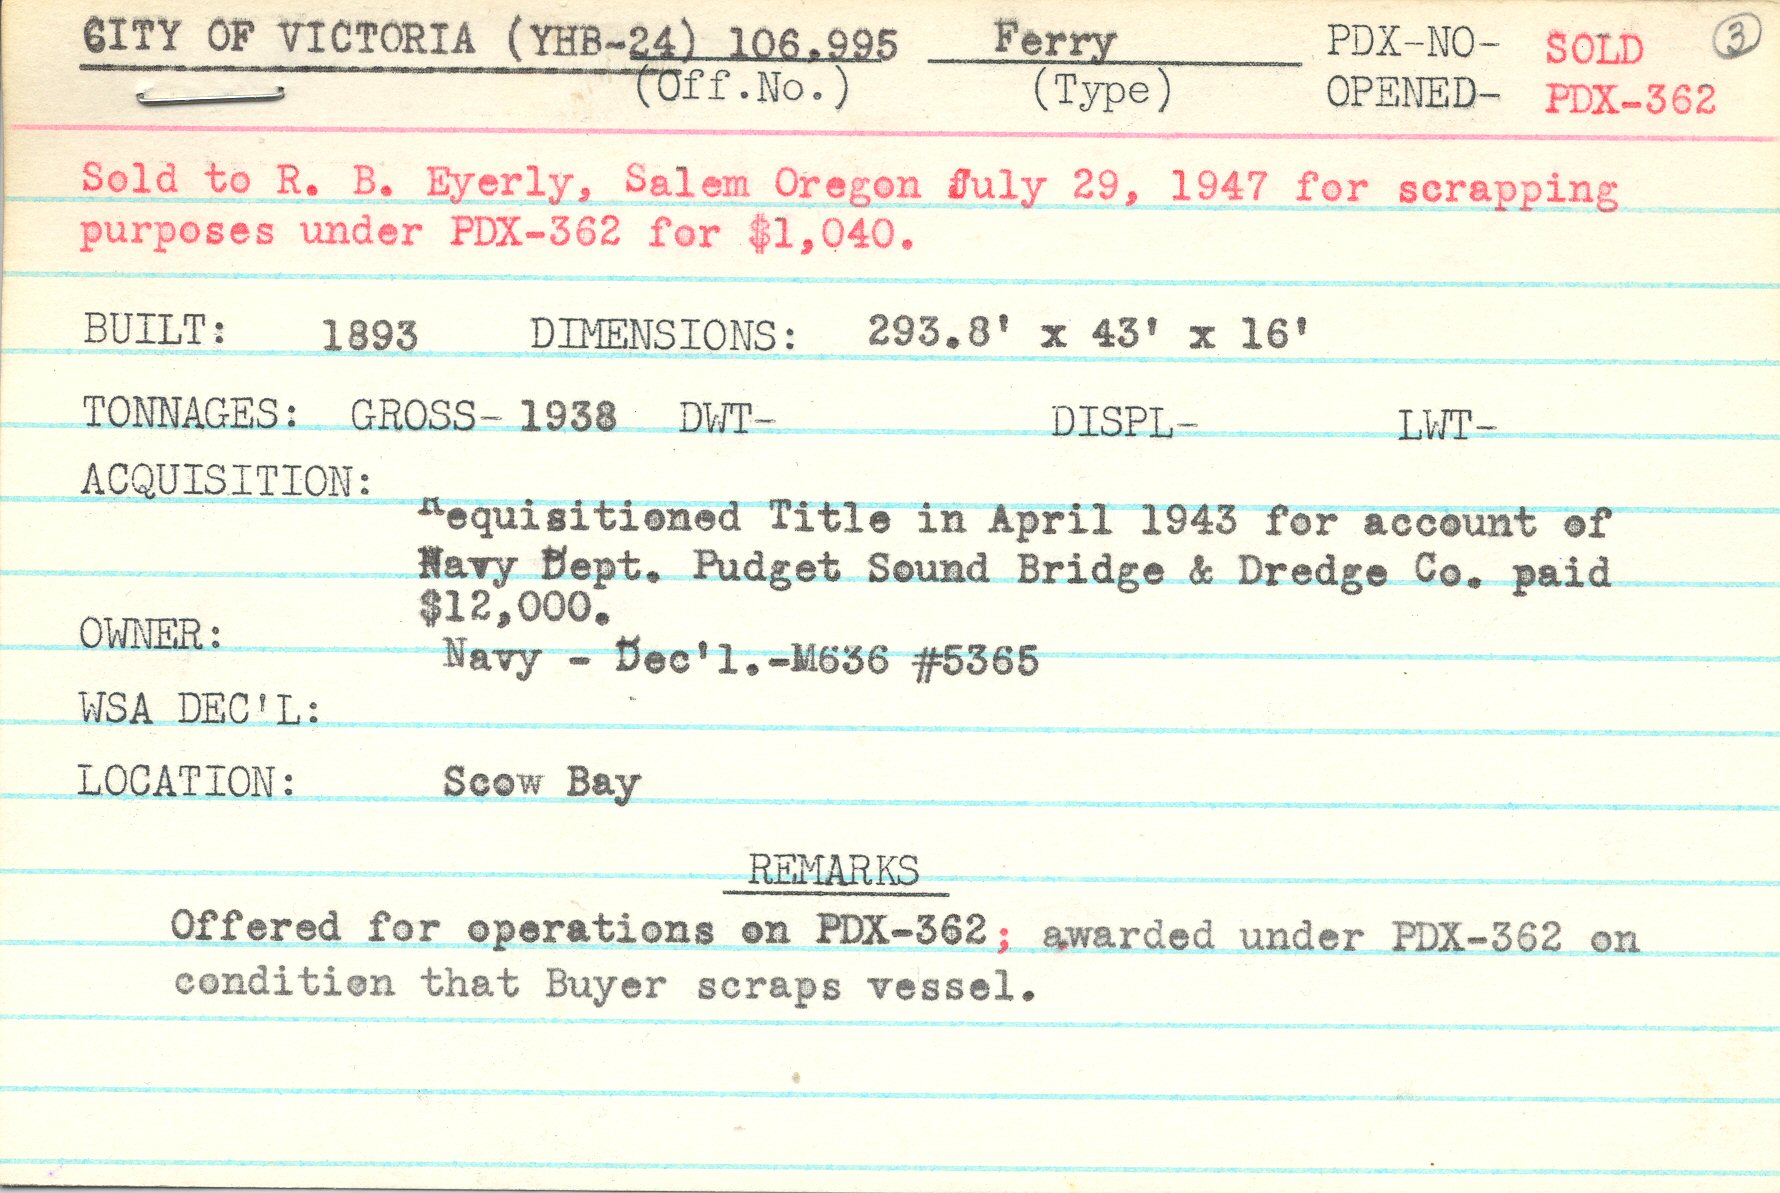 CITY OF VICTORIA (YHB-24) 106,995 Ferry PDX-NO- SOLD 3
(Off.No.) (Type) OPENED- PDX-362
Sold to R. B. Eyerly, Salem Oregon July 29, 1947 for scrapping
purposes under PDX-362 for $1,040.
BUILT: 1893 DIMENSIONS: 293.8' x 43' x 16'
TONNAGES: GROSS- 1938 DWT- DISPL- LWT-
ACQUISITION:
Requisitioned Title in April 1943 for account of
Navy Dept. Pudget Sound Bridge & Dredge Co. paid
$12,000.
OWNER:
Navy - Dec'l.-M636 #5365
WSA DEC'L:
LOCATION: Scow Bay
REMARKS
Offered for operations on PDX-362; awarded under PDX-362 on
condition that Buyer scraps vessel.